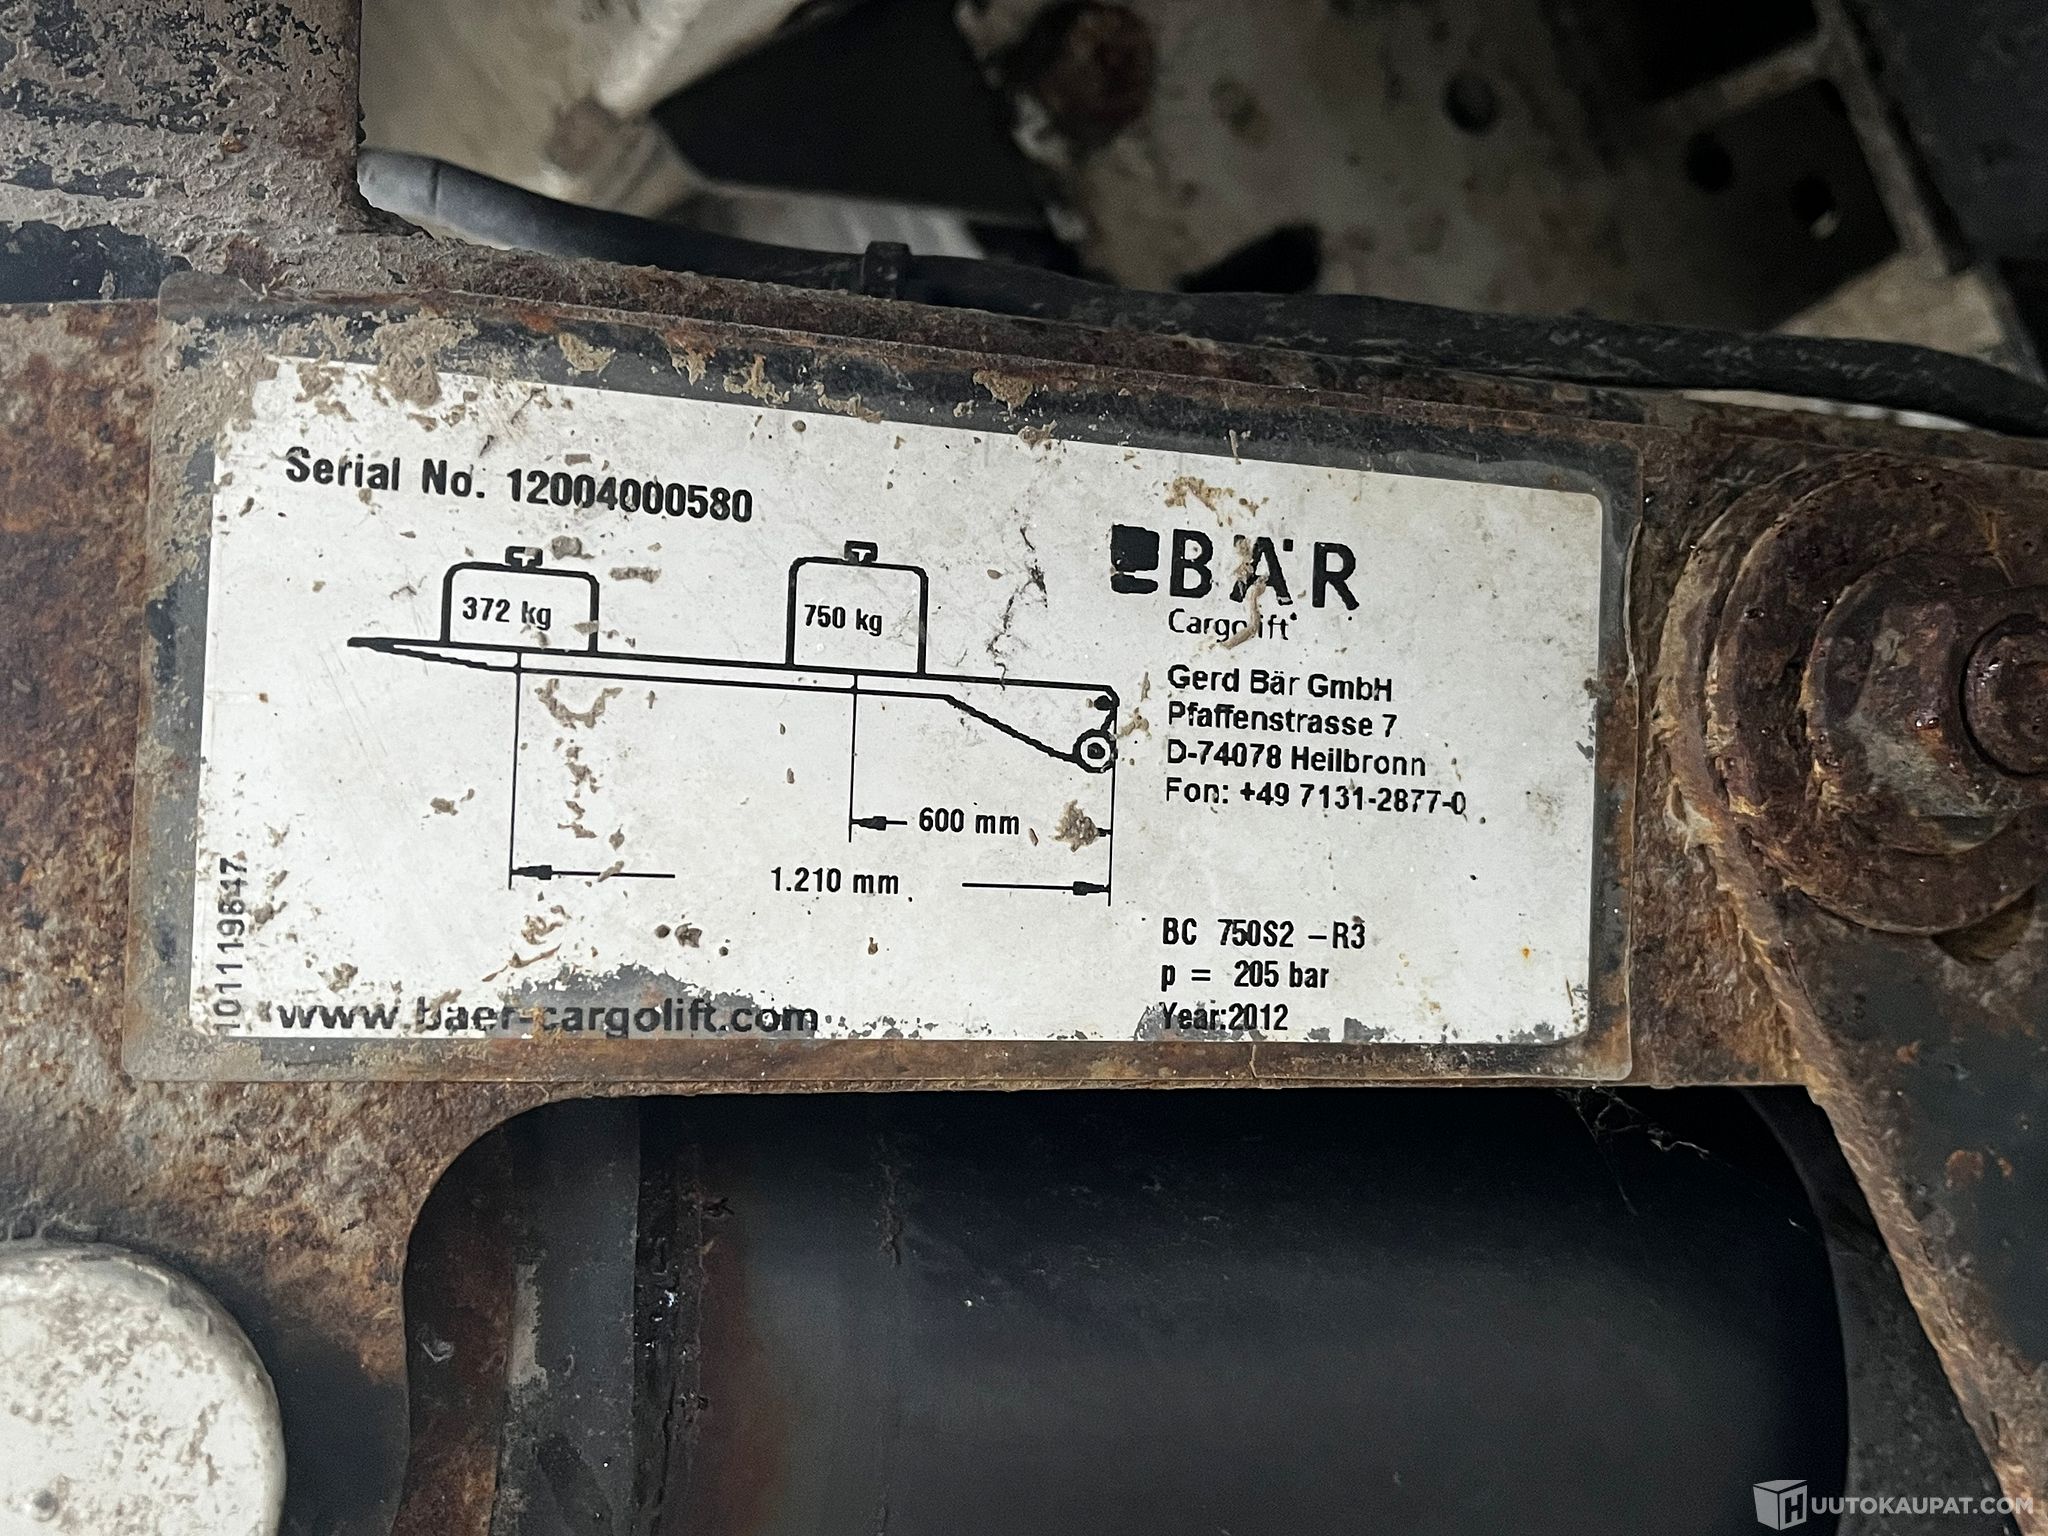 Serial No. 12004000580
372 kg
750 kg
BÄR
Cargolift
Gerd Bär GmbH
Pfaffenstrasse 7
D-74078 Heilbronn
Fon: +49 7131-2877-0
600 mm
1.210 mm
BC 750S2 –R3
p = 205 bar
Year:2012
www.baer-cargolift.com
HUUTOKAUPAT.COM